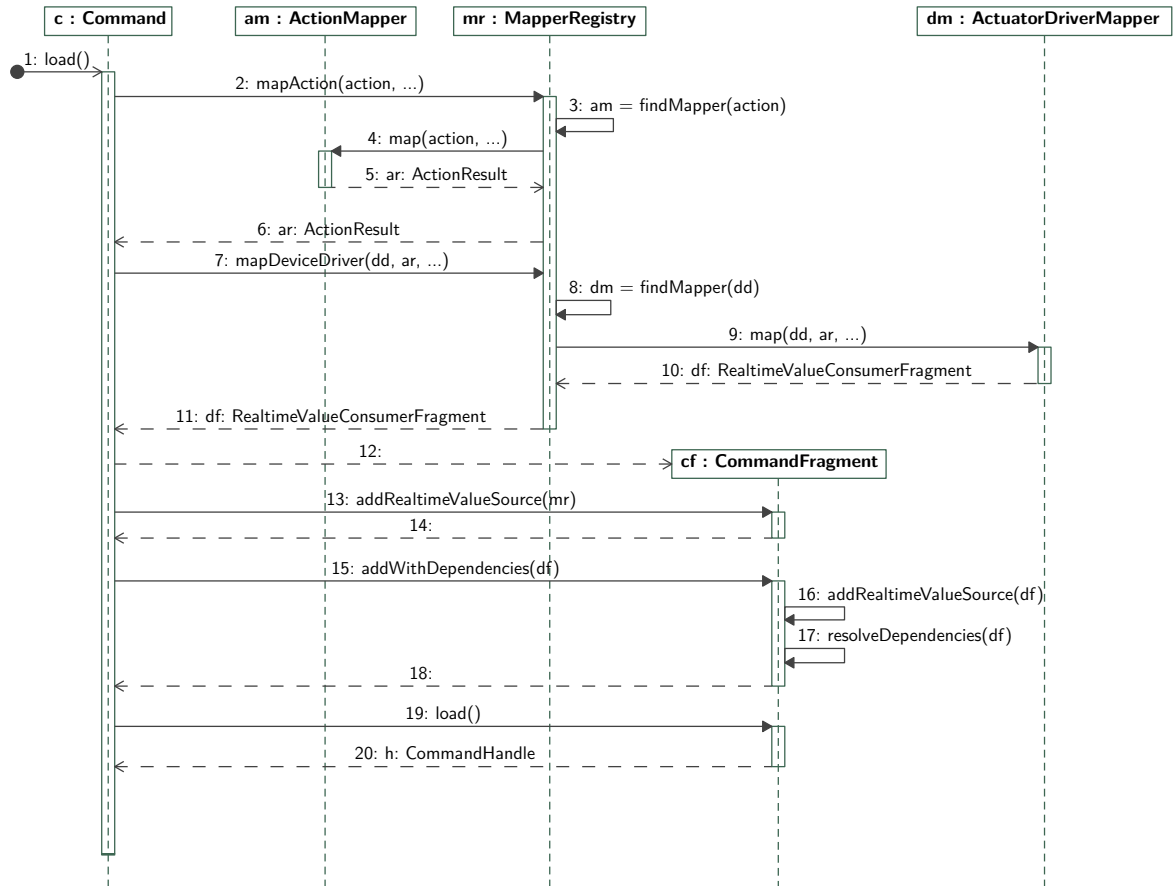 c : Command
am : ActionMapper
mr : MapperRegistry
dm : ActuatorDriverMapper
1: load()
2: mapAction(action, ...)
3: am = findMapper(action)
4: map(action, ...)
5: ar: ActionResult
6: ar: ActionResult
7: mapDeviceDriver(dd, ar, ...)
8: dm = findMapper(dd)
9: map(dd, ar, ...)
10: df: RealtimeValueConsumerFragment
11: df: RealtimeValueConsumerFragment
12:
cf : CommandFragment
13: addRealtimeValueSource(mr)
14:
15: addWithDependencies(df)
16: addRealtimeValueSource(df)
17: resolveDependencies(df)
18:
19: load()
20: h: CommandHandle